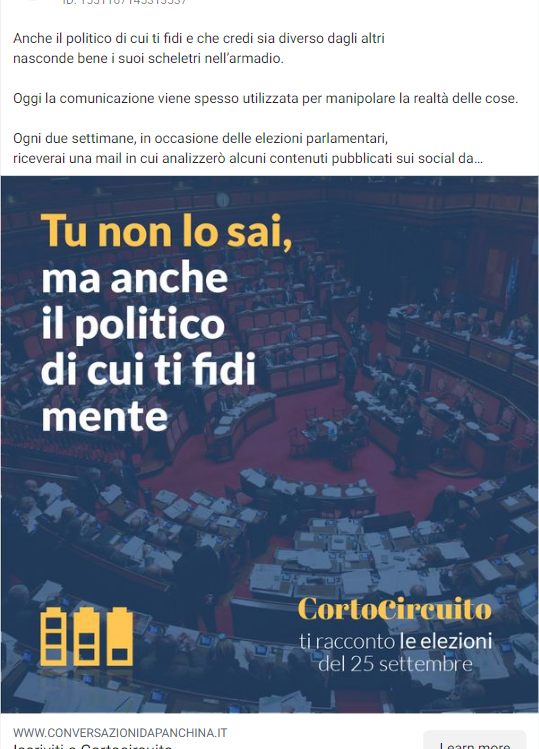 Anche il politico di cui ti fidi e che credi sia diverso dagli altri
nasconde bene i suoi scheletri nell'armadio.
Oggi la comunicazione viene spesso utilizzata per manipolare la realtà delle cose.
Ogni due settimane, in occasione delle elezioni parlamentari,
riceverai una mail in cui analizzerò alcuni contenuti pubblicati sui social da...
Tu non lo sai,
ma anche
il politico
di cui ti fidi
mente
CortoCircuito
ti racconto le elezioni
del 25 settembre
WWW.CONVERSAZIONIDAPANCHINA.IT
Iscriviti a Cortocircuito
Learn more